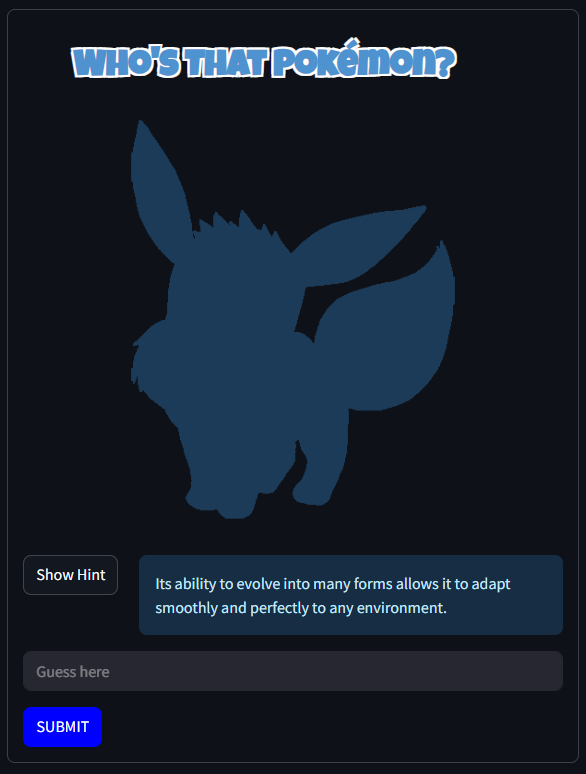 WHO'S THAT POKéMON?
Show Hint
Its ability to evolve into many forms allows it to adapt
smoothly and perfectly to any environment.
Guess here
SUBMIT